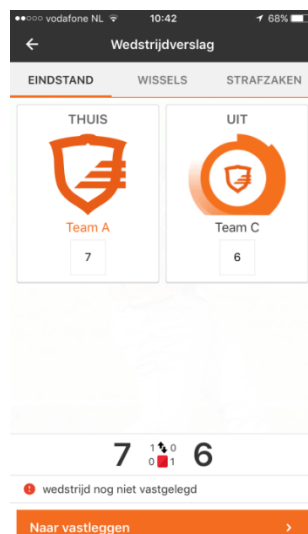 vodafone NL 10:42 68%
Wedstrijdverslag
EINDSTAND WISSELS STRAFZAKEN
THUIS UIT
Team A Team C
7 6
7 1 0 6
0 1
wedstrijd nog niet vastgelegd
Naar vastleggen